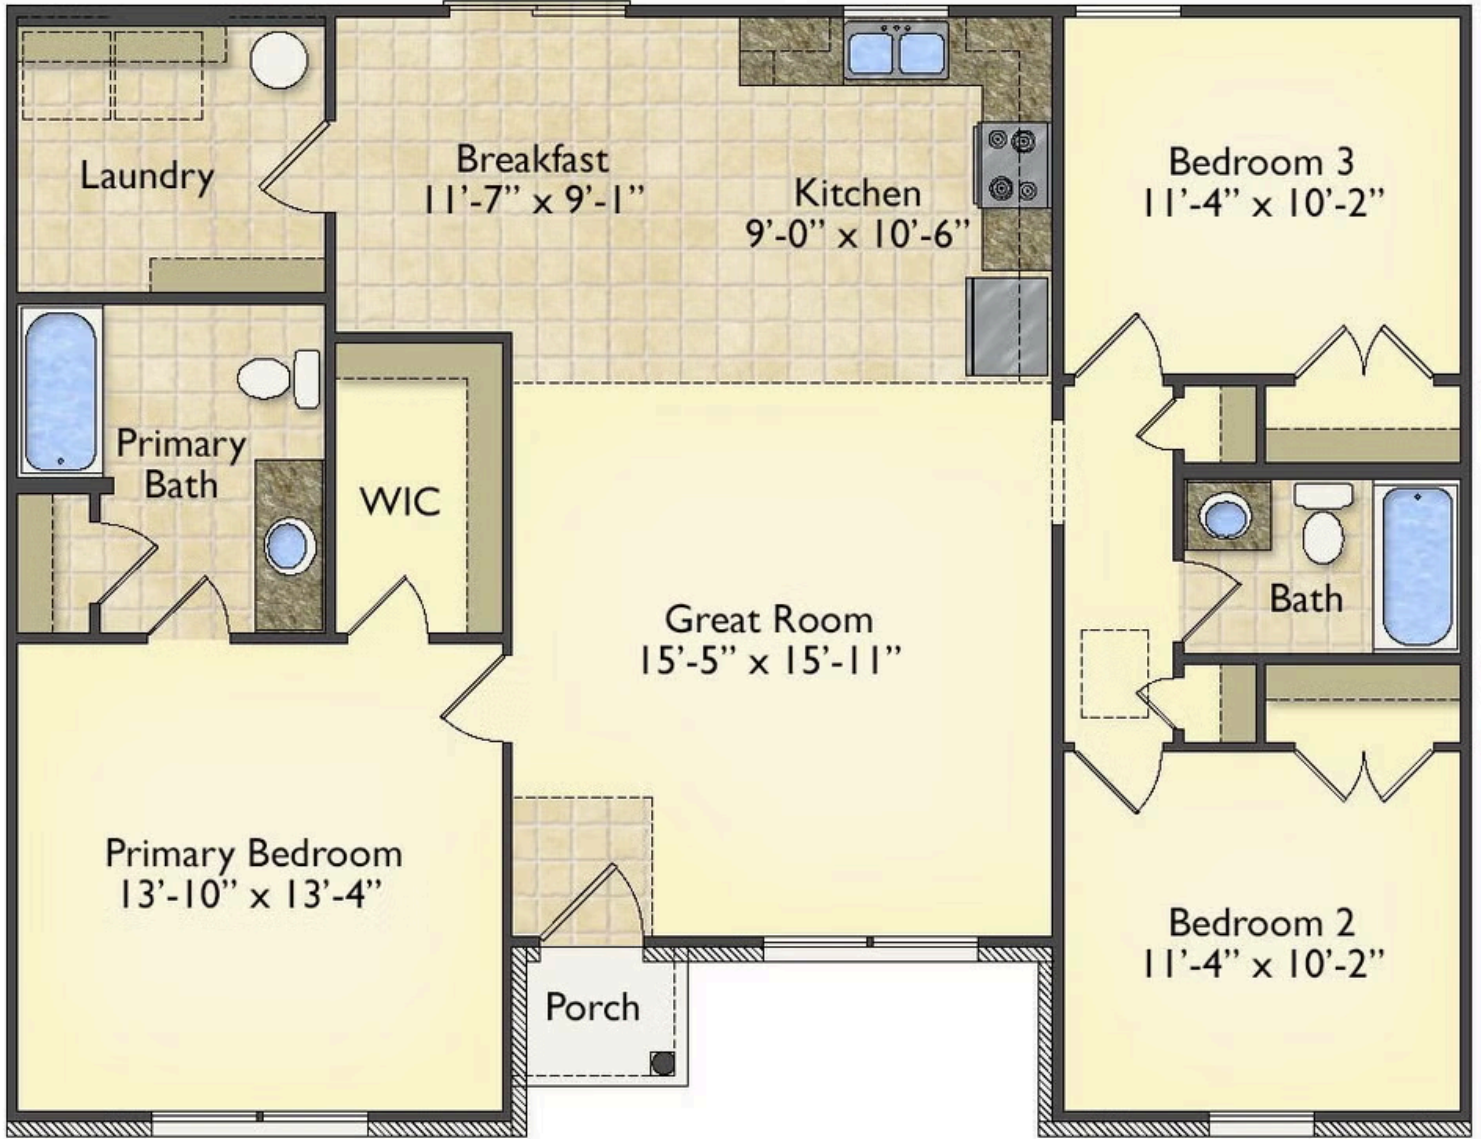 Laundry
Breakfast
11’-7” x 9’-1”
Kitchen
9’-0” x 10’-6”
Bedroom 3
11’-4” x 10’-2”
Primary
Bath
WIC
Great Room
15’-5” x 15’-11”
Bath
Primary Bedroom
13’-10” x 13’-4”
Bedroom 2
11’-4” x 10’-2”
Porch